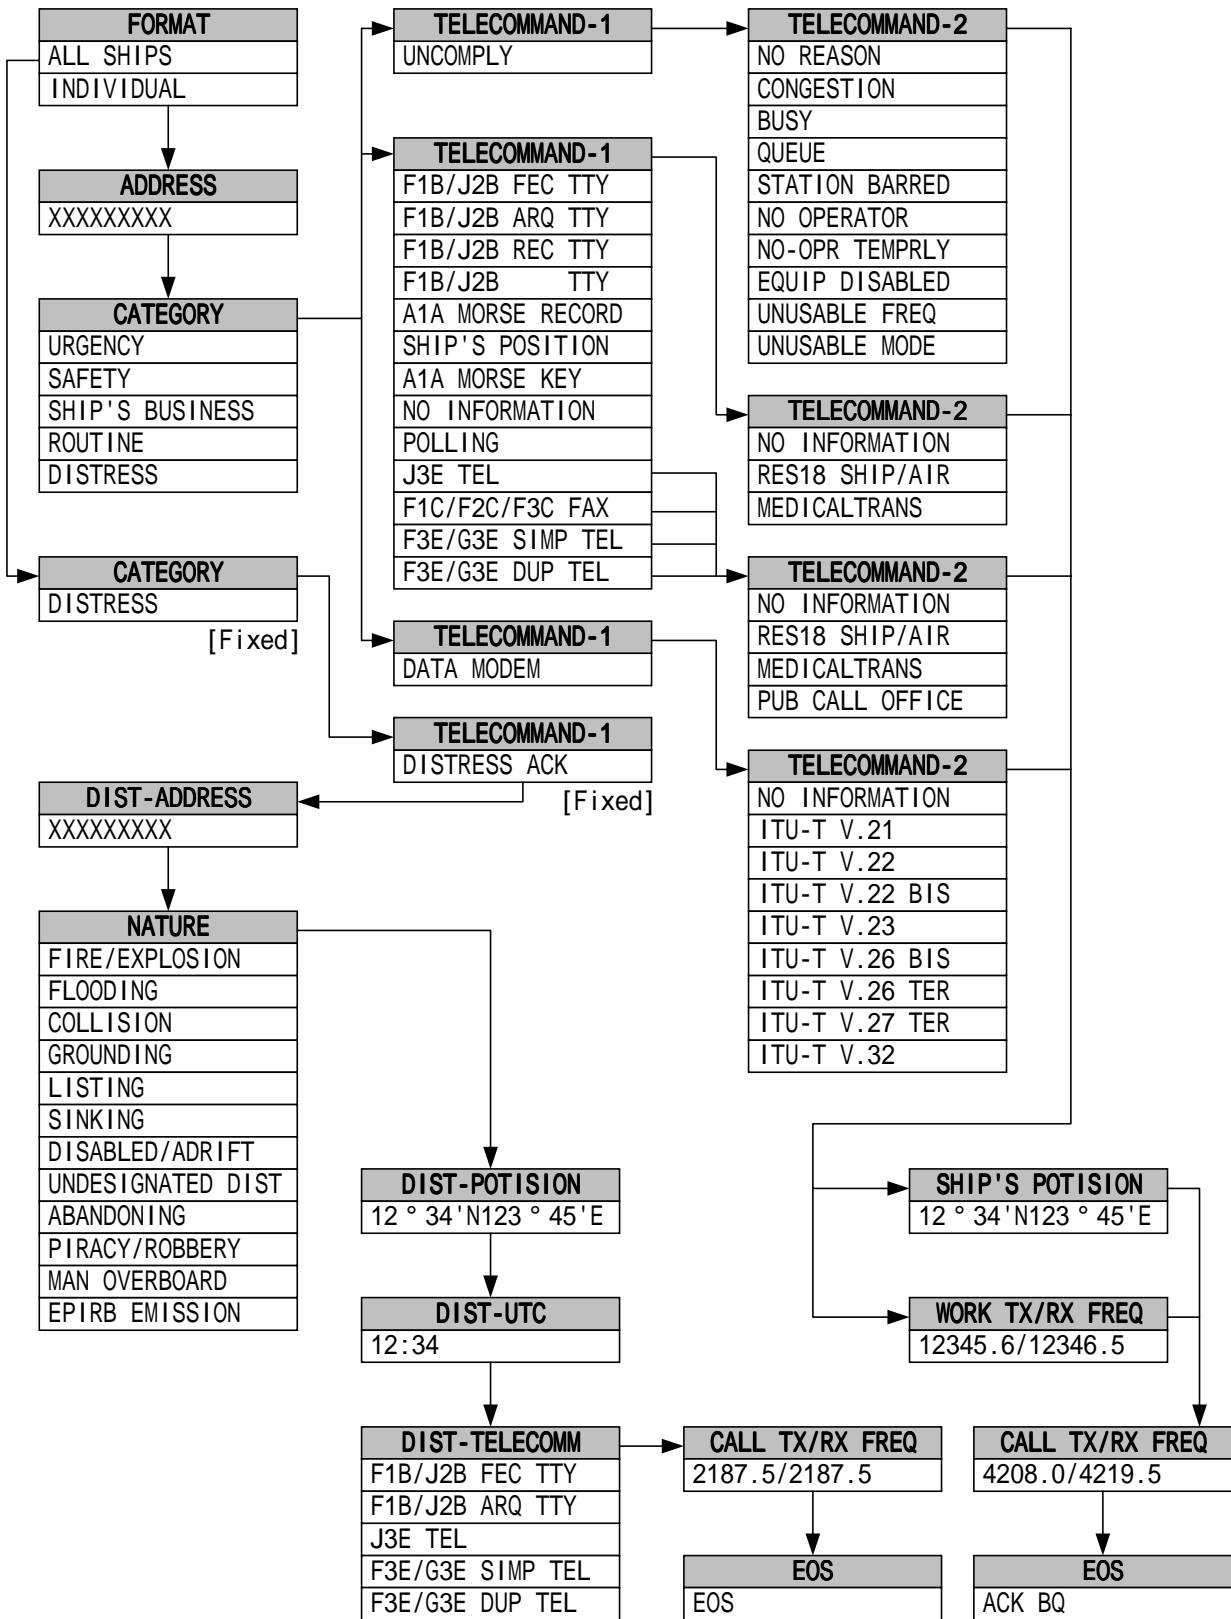 FORMAT
ALL SHIPS
INDIVIDUAL
ADDRESS
XXXXXXXXX
CATEGORY
URGENCY
SAFETY
SHIP'S BUSINESS
ROUTINE
DISTRESS
CATEGORY
DISTRESS
[Fixed]
TELECOMMAND-1
UNCOMPLY
TELECOMMAND-1
F1B/J2B FEC TTY
F1B/J2B ARQ TTY
F1B/J2B REC TTY
F1B/J2B TTY
A1A MORSE RECORD
SHIP'S POSITION
A1A MORSE KEY
NO INFORMATION
POLLING
J3E TEL
F1C/F2C/F3C FAX
F3E/G3E SIMP TEL
F3E/G3E DUP TEL
TELECOMMAND-1
DATA MODEM
TELECOMMAND-1
DISTRESS ACK
[Fixed]
TELECOMMAND-2
NO REASON
CONGESTION
BUSY
QUEUE
STATION BARRED
NO OPERATOR
NO-OPR TEMPRLY
EQUIP DISABLED
UNUSABLE FREQ
UNUSABLE MODE
TELECOMMAND-2
NO INFORMATION
RES18 SHIP/AIR
MEDICALTRANS
TELECOMMAND-2
NO INFORMATION
RES18 SHIP/AIR
MEDICALTRANS
PUB CALL OFFICE
TELECOMMAND-2
NO INFORMATION
ITU-T V.21
ITU-T V.22
ITU-T V.22 BIS
ITU-T V.23
ITU-T V.26 BIS
ITU-T V.26 TER
ITU-T V.27 TER
ITU-T V.32
DIST-ADDRESS
XXXXXXXXX
NATURE
FIRE/EXPLOSION
FLOODING
COLLISION
GROUNDING
LISTING
SINKING
DISABLED/ADRIFT
UNDESIGNATED DIST
ABANDONING
PIRACY/ROBBERY
MAN OVERBOARD
EPIRB EMISSION
DIST-POTISION
12 ° 34'N123 ° 45'E
DIST-UTC
12:34
DIST-TELECOMM
F1B/J2B FEC TTY
F1B/J2B ARQ TTY
J3E TEL
F3E/G3E SIMP TEL
F3E/G3E DUP TEL
CALL TX/RX FREQ
2187.5/2187.5
EOS
EOS
SHIP'S POTISION
12 ° 34'N123 ° 45'E
WORK TX/RX FREQ
12345.6/12346.5
CALL TX/RX FREQ
4208.0/4219.5
EOS
ACK BQ